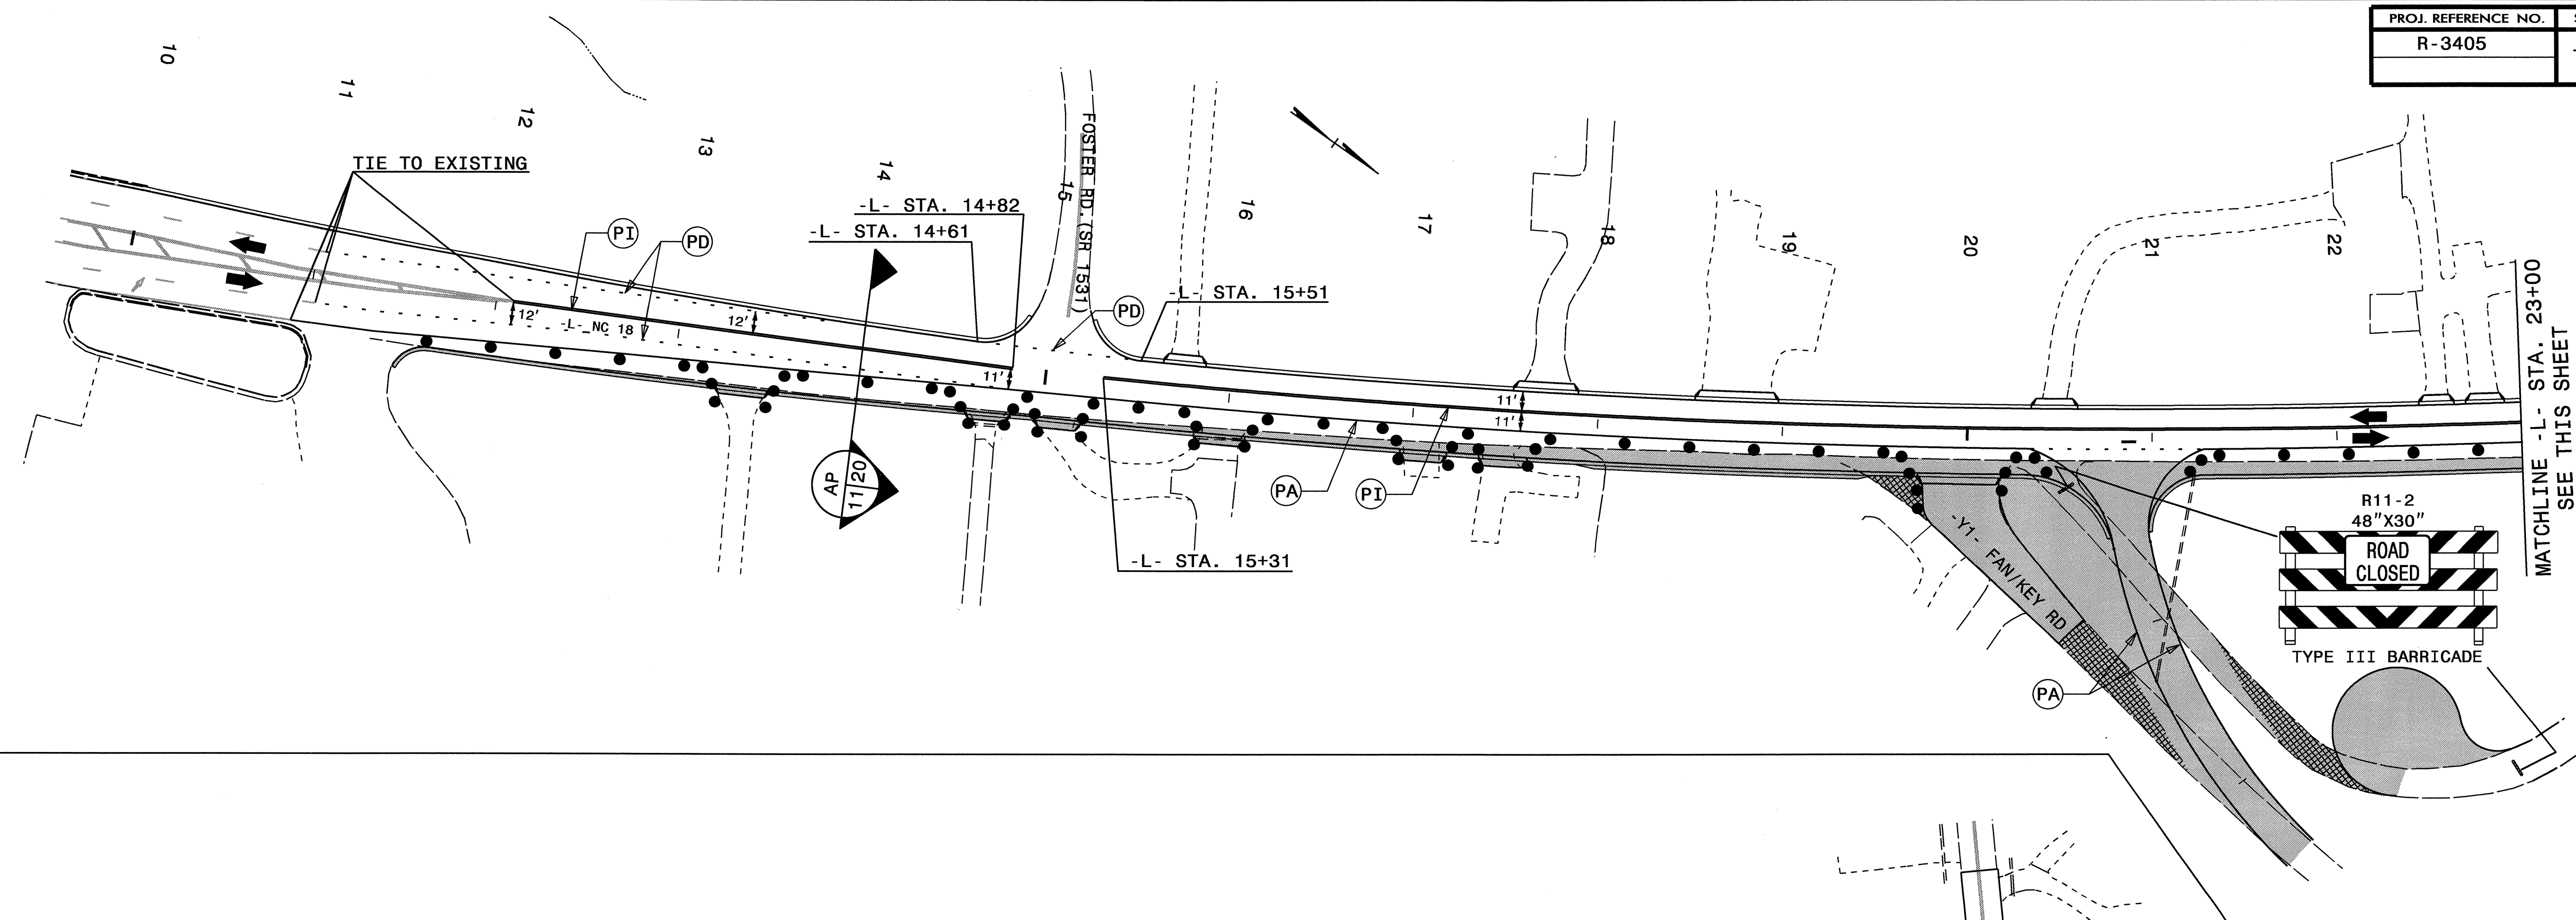 PROJ. REFERENCE NO.
R-3405
10
11
12
13
14
15
16
17
18
19
20
21
22
TIE TO EXISTING
FOSTER RD.(SR 1531)
-L- STA. 14+82
-L- STA. 14+61
-L- STA. 15+51
PI
PD
PD
12'
12'
-L- NC 18
11'
11'
11'
AP
11 20
PA
PI
-L- STA. 15+31
-Y1- FAN/KEY RD
PA
R11-2
48"X30"
ROAD
CLOSED
TYPE III BARRICADE
MATCHLINE -L- STA. 23+00
SEE THIS SHEET